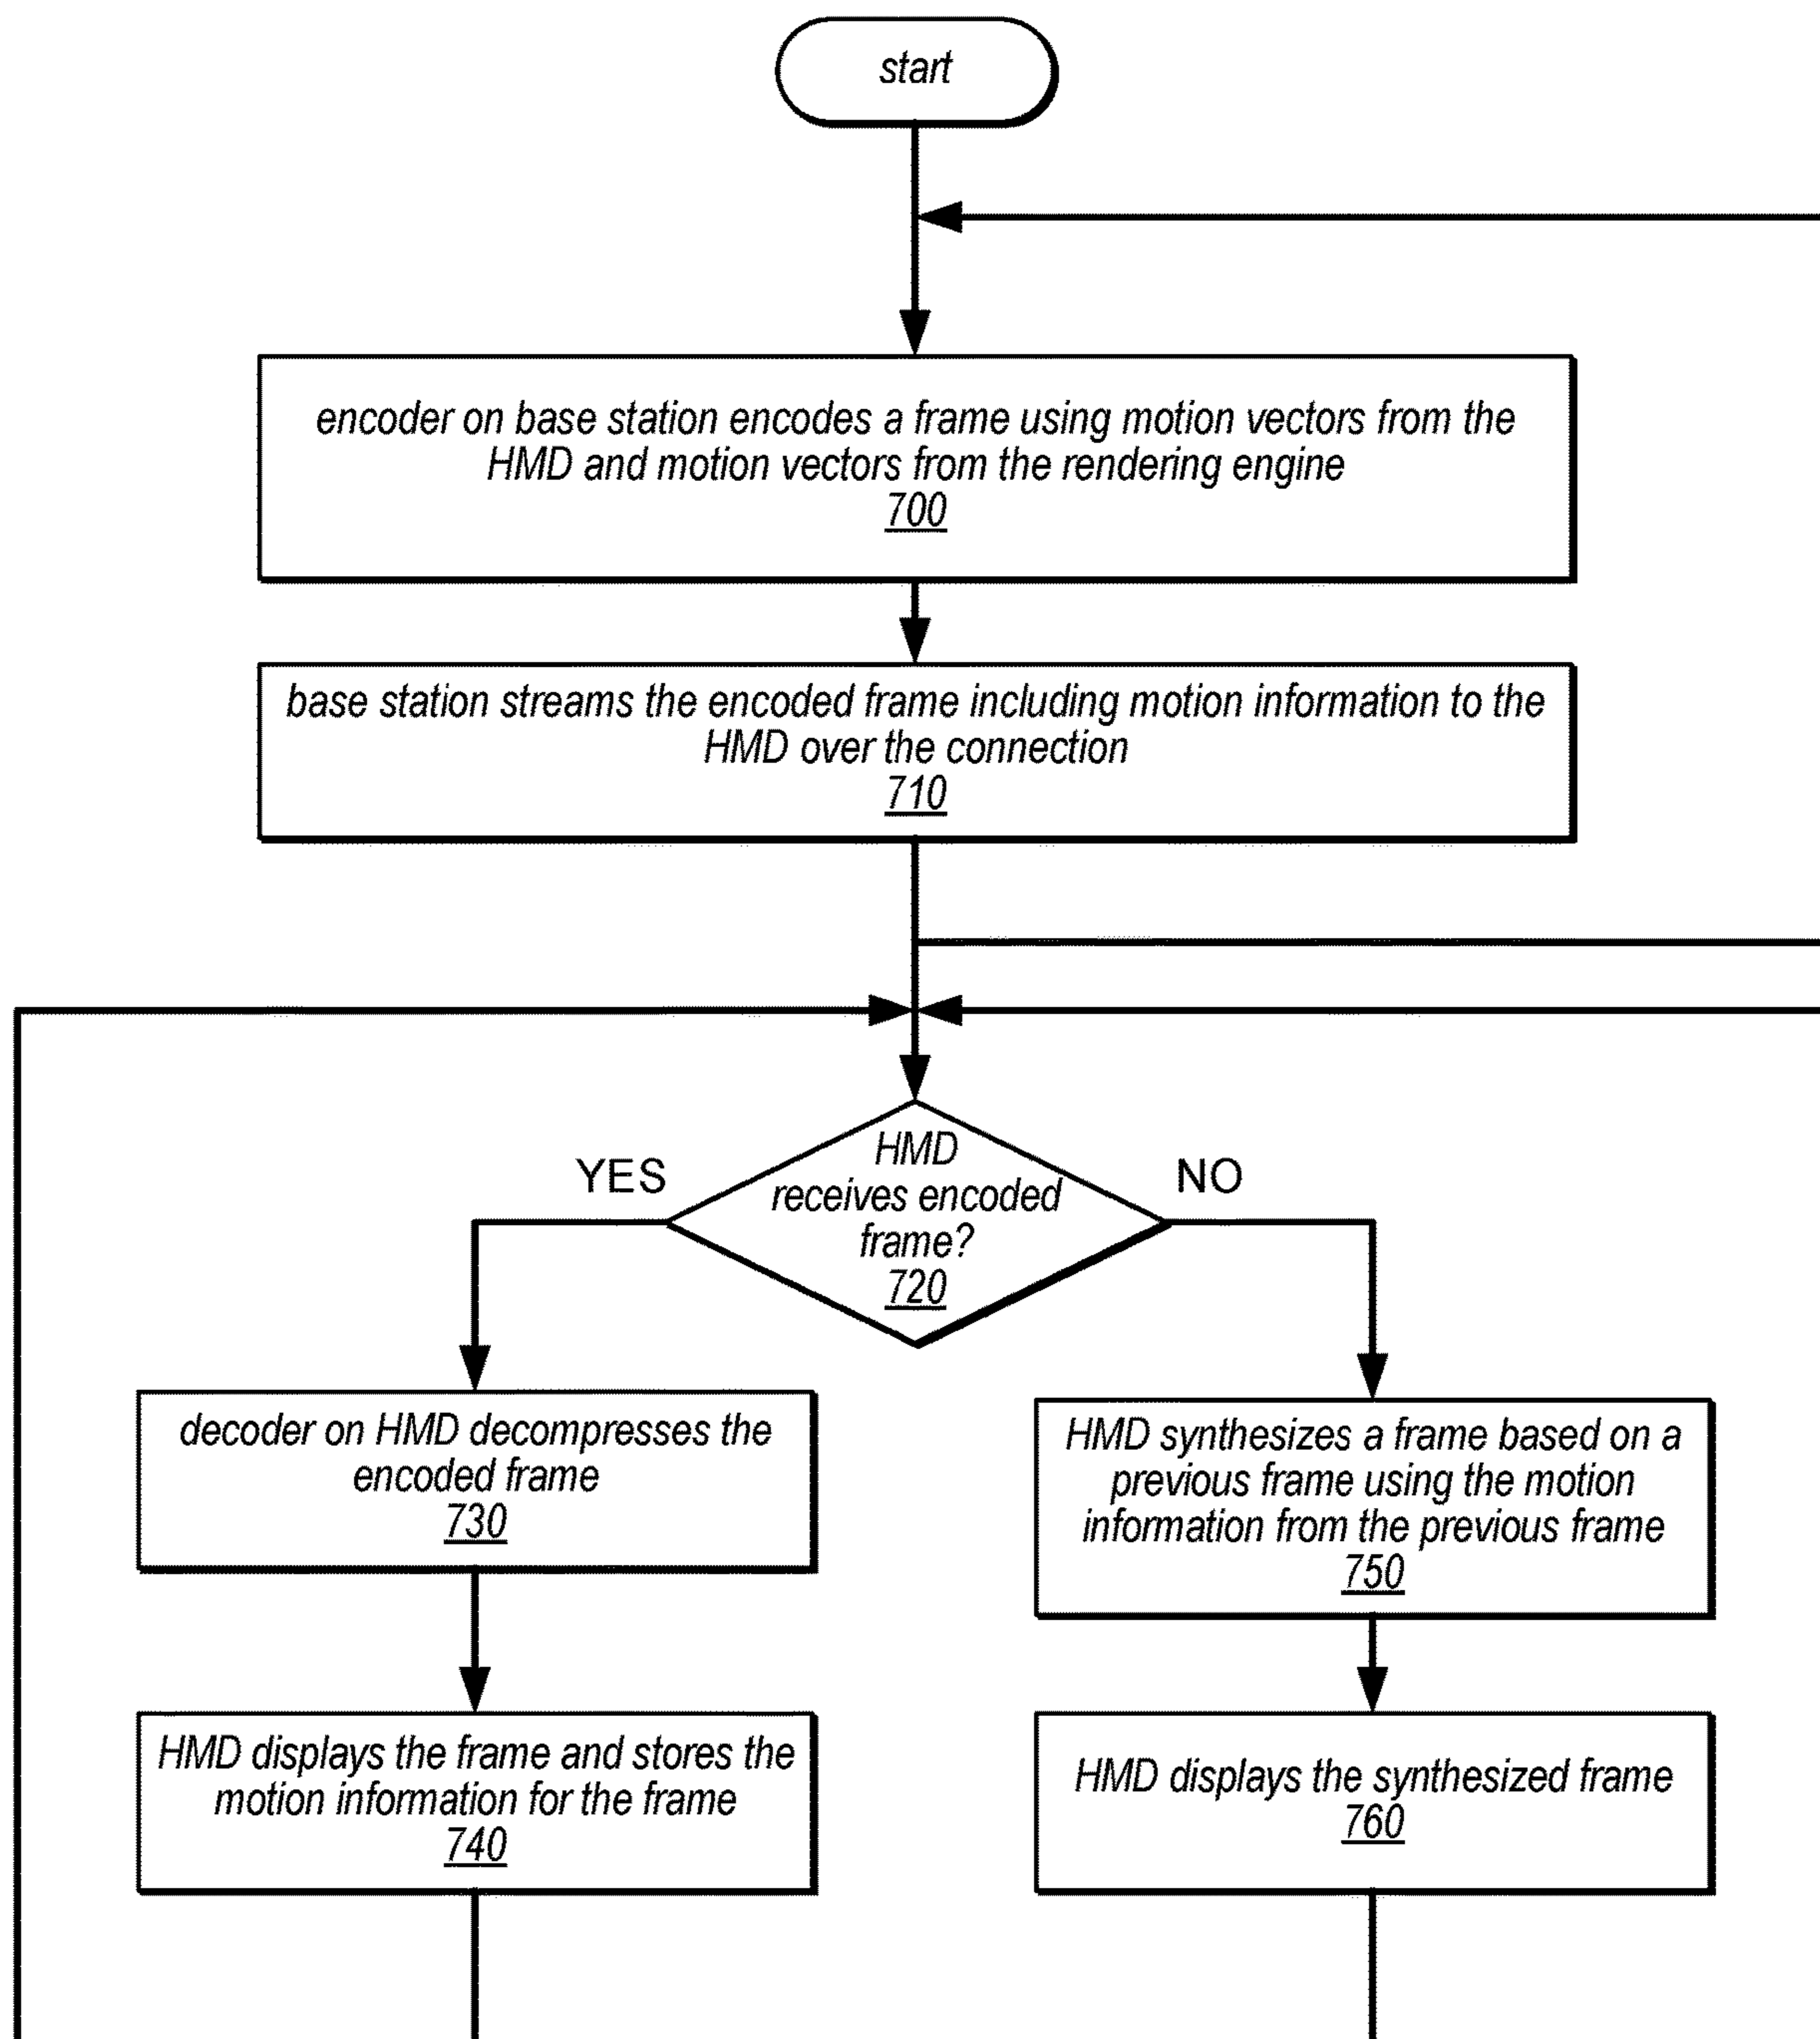 start
encoder on base station encodes a frame using motion vectors from the
HMD and motion vectors from the rendering engine
700
base station streams the encoded frame including motion information to the
HMD over the connection
710
HMD
receives encoded
frame?
720
YES
NO
decoder on HMD decompresses the
encoded frame
730
HMD displays the frame and stores the
motion information for the frame
740
HMD synthesizes a frame based on a
previous frame using the motion
information from the previous frame
750
HMD displays the synthesized frame
760